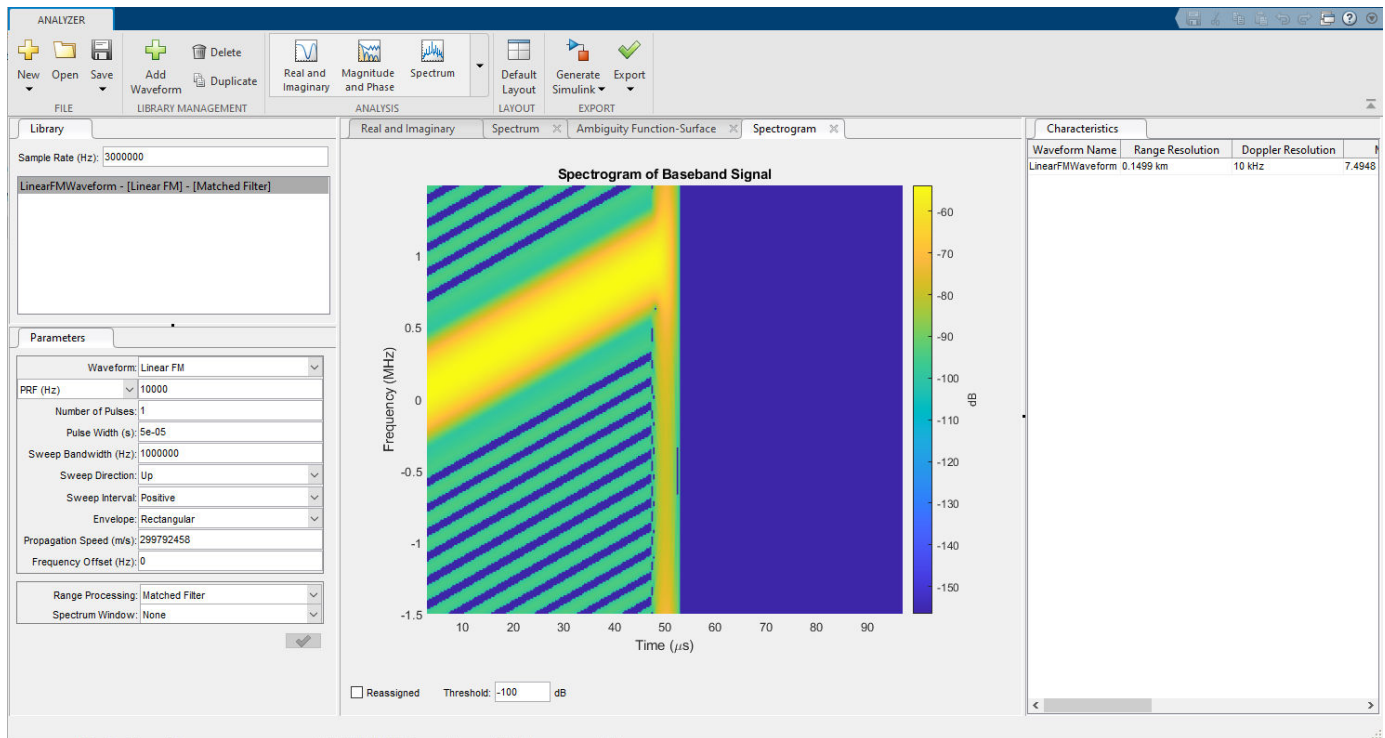 ANALYZER
New
Open
Save
Add Waveform
Delete
Duplicate
Real and Imaginary
Magnitude and Phase
Spectrum
Default Layout
Generate Simulink
Export
FILE
LIBRARY MANAGEMENT
ANALYSIS
LAYOUT
EXPORT
Library
Sample Rate (Hz): 3000000
LinearFMWaveform - [Linear FM] - [Matched Filter]
Parameters
Waveform: Linear FM
PRF (Hz) 10000
Number of Pulses: 1
Pulse Width (s): 5e-05
Sweep Bandwidth (Hz): 1000000
Sweep Direction: Up
Sweep Interval: Positive
Envelope: Rectangular
Propagation Speed (m/s): 299792458
Frequency Offset (Hz): 0
Range Processing: Matched Filter
Spectrum Window: None
Real and Imaginary
Spectrum
Ambiguity Function-Surface
Spectrogram
Spectrogram of Baseband Signal
Frequency (MHz)
1
0.5
0
-0.5
-1
-1.5
10 20 30 40 50 60 70 80 90
Time (μs)
-60
-70
-80
-90
-100
-110
-120
-130
-140
-150
dB
Reassigned Threshold: -100 dB
Characteristics
Waveform Name Range Resolution Doppler Resolution
LinearFMWaveform 0.1499 km 10 kHz 7.4948